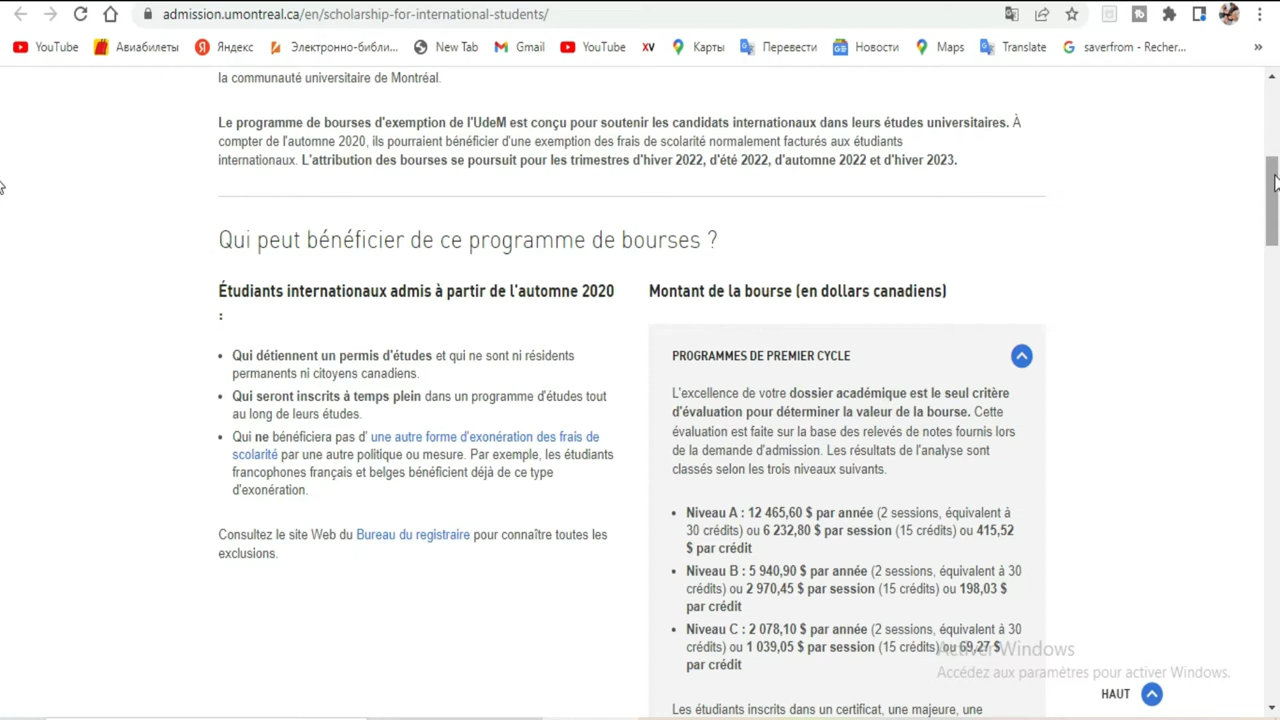 admission.umontreal.ca/en/scholarship-for-international-students/
YouTube Авиабилеты Яндекс Электронно-библи... New Tab Gmail YouTube XV Карты Перевести Новости Maps Translate saverfrom - Recher... »
la communauté universitaire de Montréal.
Le programme de bourses d'exemption de l'UdeM est conçu pour soutenir les candidats internationaux dans leurs études universitaires. À
compter de l'automne 2020, ils pourraient bénéficier d'une exemption des frais de scolarité normalement facturés aux étudiants
internationaux. L'attribution des bourses se poursuit pour les trimestres d'hiver 2022, d'été 2022, d'automne 2022 et d'hiver 2023.
Qui peut bénéficier de ce programme de bourses ?
Étudiants internationaux admis à partir de l'automne 2020
:
• Qui détiennent un permis d'études et qui ne sont ni résidents
permanents ni citoyens canadiens.
• Qui seront inscrits à temps plein dans un programme d'études tout
au long de leurs études.
• Qui ne bénéficiera pas d' une autre forme d'exonération des frais de
scolarité par une autre politique ou mesure. Par exemple, les étudiants
francophones français et belges bénéficient déjà de ce type
d'exonération.
Consultez le site Web du Bureau du registraire pour connaître toutes les
exclusions.
Montant de la bourse (en dollars canadiens)
PROGRAMMES DE PREMIER CYCLE
L'excellence de votre dossier académique est le seul critère
d'évaluation pour déterminer la valeur de la bourse. Cette
évaluation est faite sur la base des relevés de notes fournis lors
de la demande d'admission. Les résultats de l'analyse sont
classés selon les trois niveaux suivants.
• Niveau A : 12 465,60 $ par année (2 sessions, équivalent à
30 crédits) ou 6 232,80 $ par session (15 crédits) ou 415,52
$ par crédit
• Niveau B : 5 940,90 $ par année (2 sessions, équivalent à 30
crédits) ou 2 970,45 $ par session (15 crédits) ou 198,03 $
par crédit
• Niveau C : 2 078,10 $ par année (2 sessions, équivalent à 30
crédits) ou 1 039,05 $ par session (15 crédits) ou 69,27 $
par crédit
Les étudiants inscrits dans un certificat, une majeure, une
Activer Windows
Accédez aux paramètres pour activer Windows.
HAUT